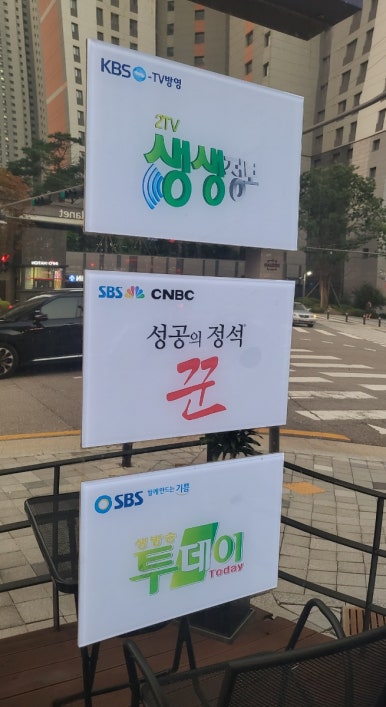 KBS -TV방영
2TV
생생정보
SBS CNBC
성공의 정석
꾼
SBS 함께만드는 기쁨
생방송
투데이
Today